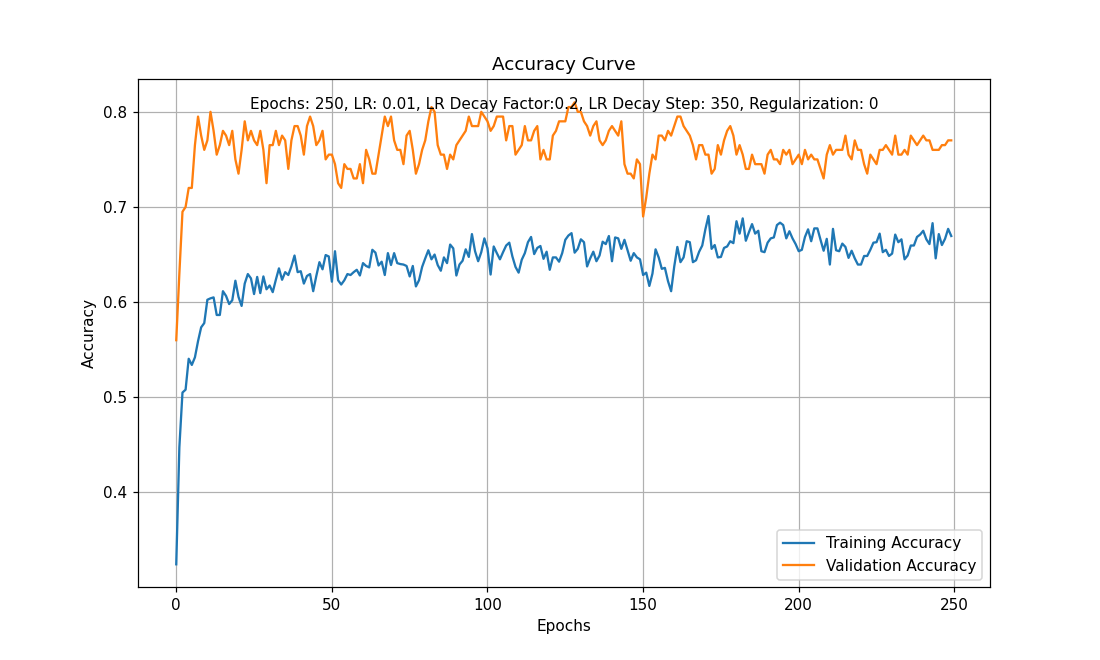 Accuracy Curve
Epochs: 250, LR: 0.01, LR Decay Factor:0.2, LR Decay Step: 350, Regularization: 0
0.8
0.7
0.6
0.5
0.4
Accuracy
Training Accuracy
Validation Accuracy
0 50 100 150 200 250
Epochs